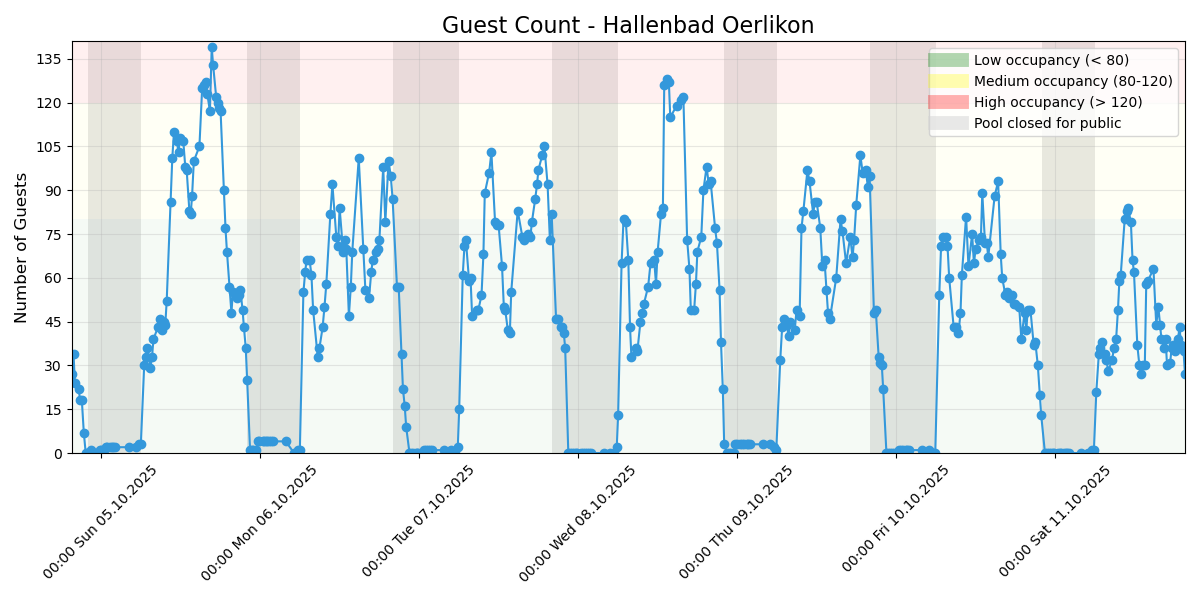 Guest Count - Hallenbad Oerlikon
Number of Guests
135
120
105
90
75
60
45
30
15
0
Low occupancy (< 80)
Medium occupancy (80-120)
High occupancy (> 120)
Pool closed for public
00:00 Sun 05.10.2025
00:00 Mon 06.10.2025
00:00 Tue 07.10.2025
00:00 Wed 08.10.2025
00:00 Thu 09.10.2025
00:00 Fri 10.10.2025
00:00 Sat 11.10.2025